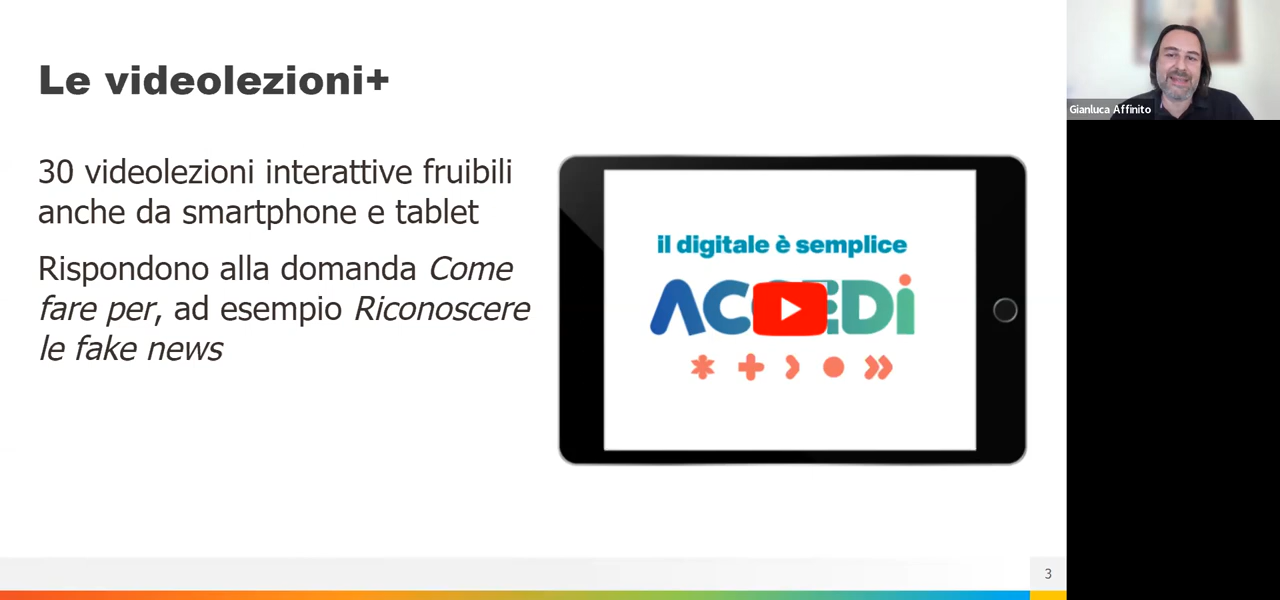 Le videolezioni+
30 videolezioni interattive fruibili
anche da smartphone e tablet
Rispondono alla domanda Come
fare per, ad esempio Riconoscere
le fake news
il digitale è semplice
ACCEDi
3
Gianluca Affinito